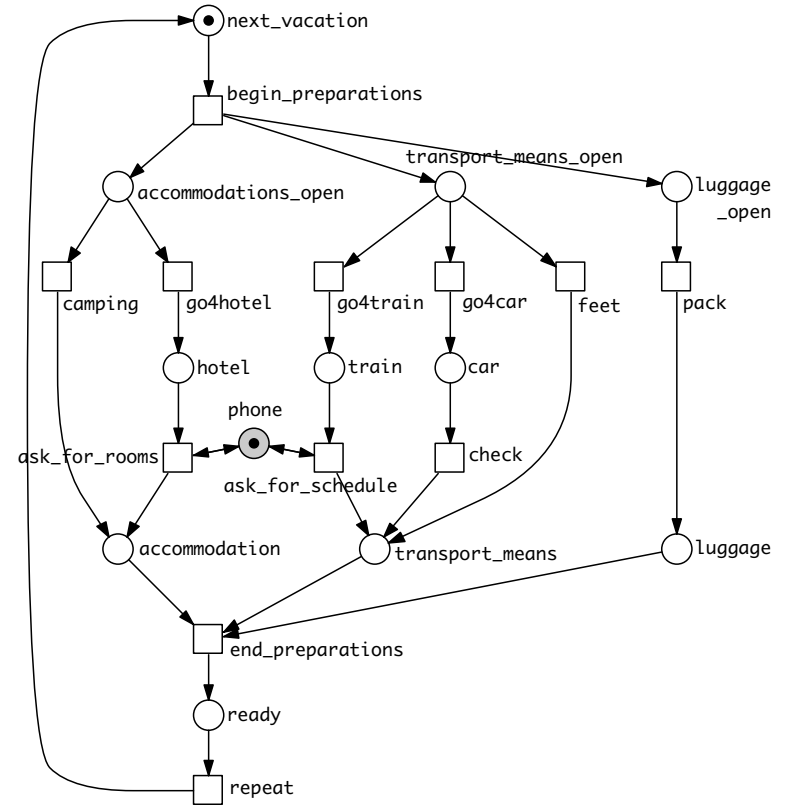 next_vacation
begin_preparations
transport_means_open
accommodations_open
luggage
_open
camping
go4hotel
go4train
go4car
feet
pack
hotel
train
car
phone
ask_for_rooms
check
ask_for_schedule
accommodation
transport_means
luggage
end_preparations
ready
repeat